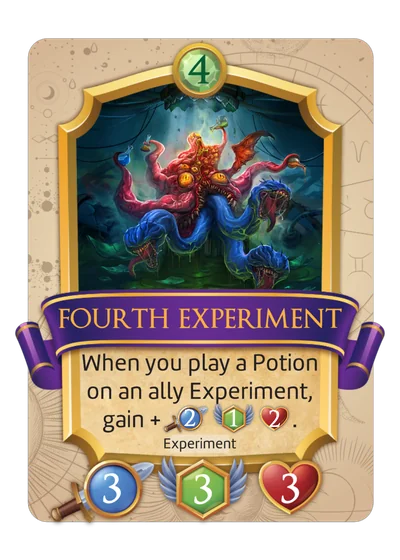 4
FOURTH EXPERIMENT
When you play a Potion
on an ally Experiment,
gain + 2 1 2 .
Experiment
3 3 3